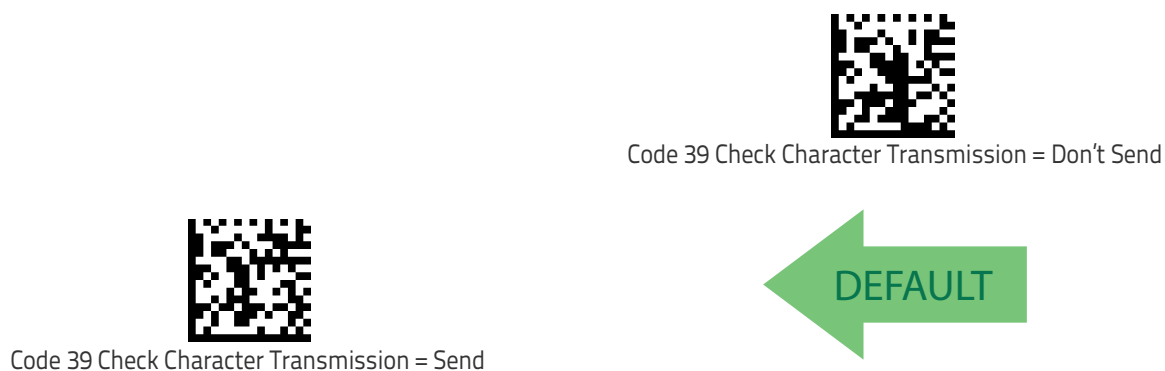 Code 39 Check Character Transmission = Don’t Send
DEFAULT
Code 39 Check Character Transmission = Send